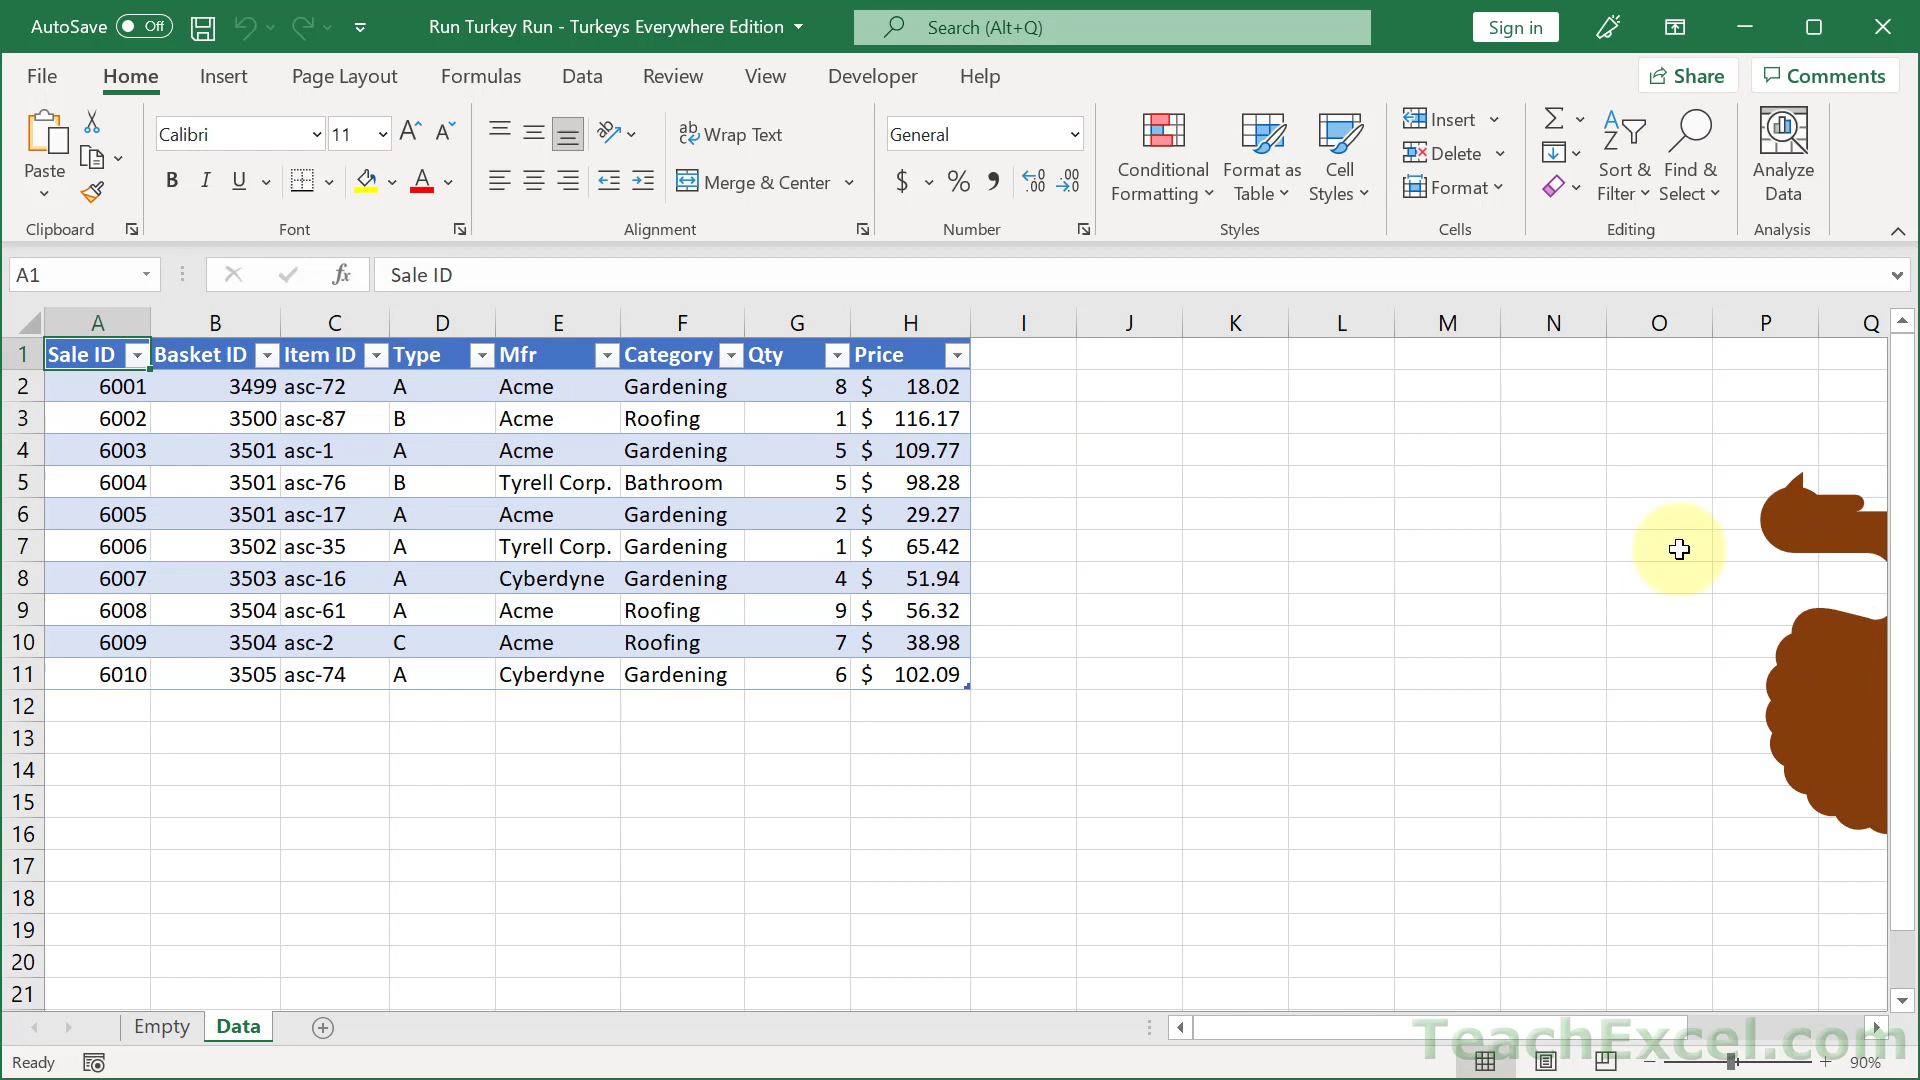 AutoSave Off Run Turkey Run - Turkeys Everywhere Edition Search (Alt+Q) Sign in
File Home Insert Page Layout Formulas Data Review View Developer Help Share Comments
Paste
Calibri 11
B I U A
ab Wrap Text
Merge & Center
General
$ % .00
Conditional Formatting
Format as Table
Cell Styles
Insert
Delete
Format
Sort & Filter
Find & Select
Analyze Data
Clipboard Font Alignment Number Styles Cells Editing Analysis
A1 fx Sale ID
A B C D E F G H I J K L M N O P Q
1 Sale ID Basket ID Item ID Type Mfr Category Qty Price
2 6001 3499 asc-72 A Acme Gardening 8 $ 18.02
3 6002 3500 asc-87 B Acme Roofing 1 $ 116.17
4 6003 3501 asc-1 A Acme Gardening 5 $ 109.77
5 6004 3501 asc-76 B Tyrell Corp. Bathroom 5 $ 98.28
6 6005 3501 asc-17 A Acme Gardening 2 $ 29.27
7 6006 3502 asc-35 A Tyrell Corp. Gardening 1 $ 65.42
8 6007 3503 asc-16 A Cyberdyne Gardening 4 $ 51.94
9 6008 3504 asc-61 A Acme Roofing 9 $ 56.32
10 6009 3504 asc-2 C Acme Roofing 7 $ 38.98
11 6010 3505 asc-74 A Cyberdyne Gardening 6 $ 102.09
12
13
14
15
16
17
18
19
20
21
Empty Data
TeachExcel.com
Ready 90%